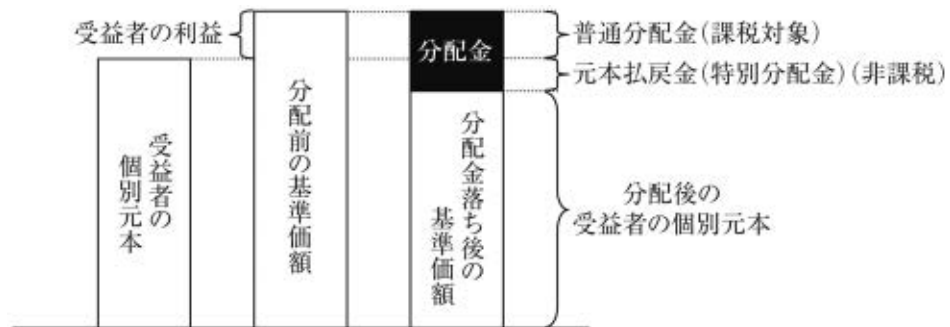 受益者の利益
分配金
普通分配金(課税対象)
元本払戻金(特別分配金)(非課税)
受益者の
個別元本
分配前の基準価額
分配金落ち後の
基準価額
分配後の
受益者の個別元本